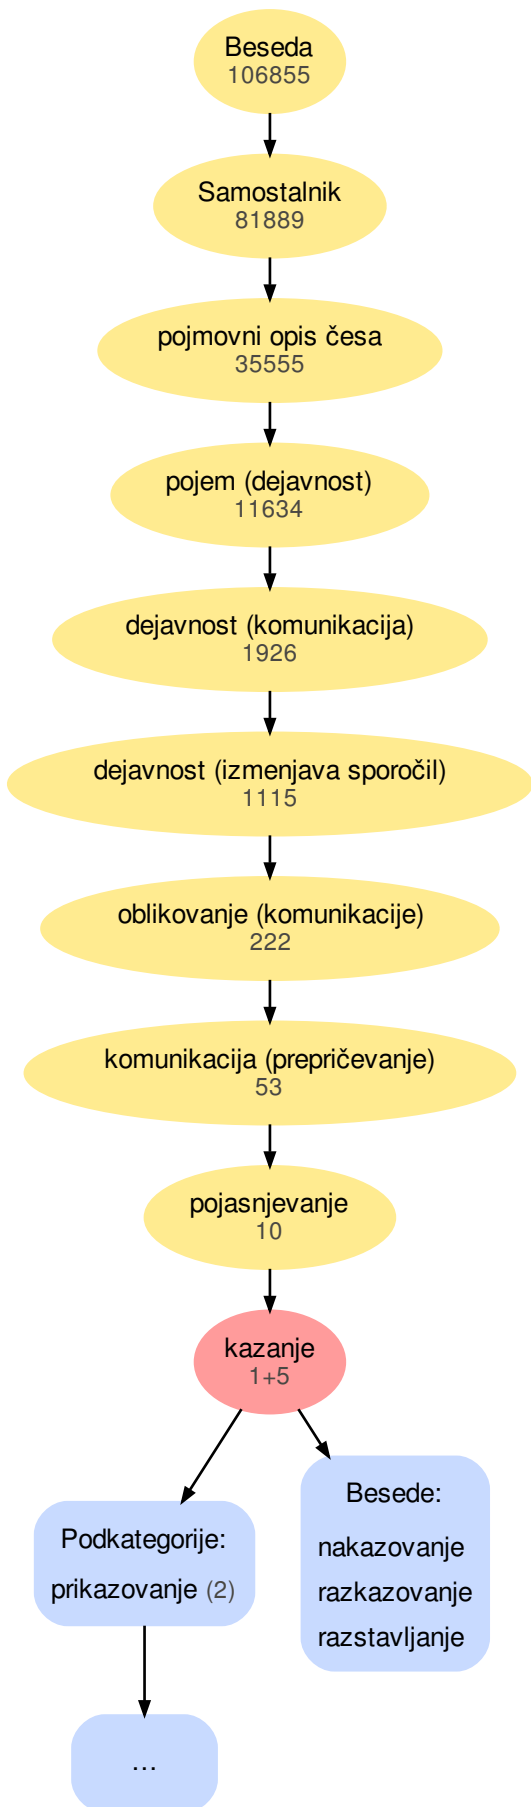 Beseda
106855
Samostalnik
81889
pojmovni opis česa
35555
pojem (dejavnost)
11634
dejavnost (komunikacija)
1926
dejavnost (izmenjava sporočil)
1115
oblikovanje (komunikacije)
222
komunikacija (prepričevanje)
53
pojasnjevanje
10
kazanje
1+5
Podkategorije:
prikazovanje (2)
Besede:
nakazovanje
razkazovanje
razstavljanje
...